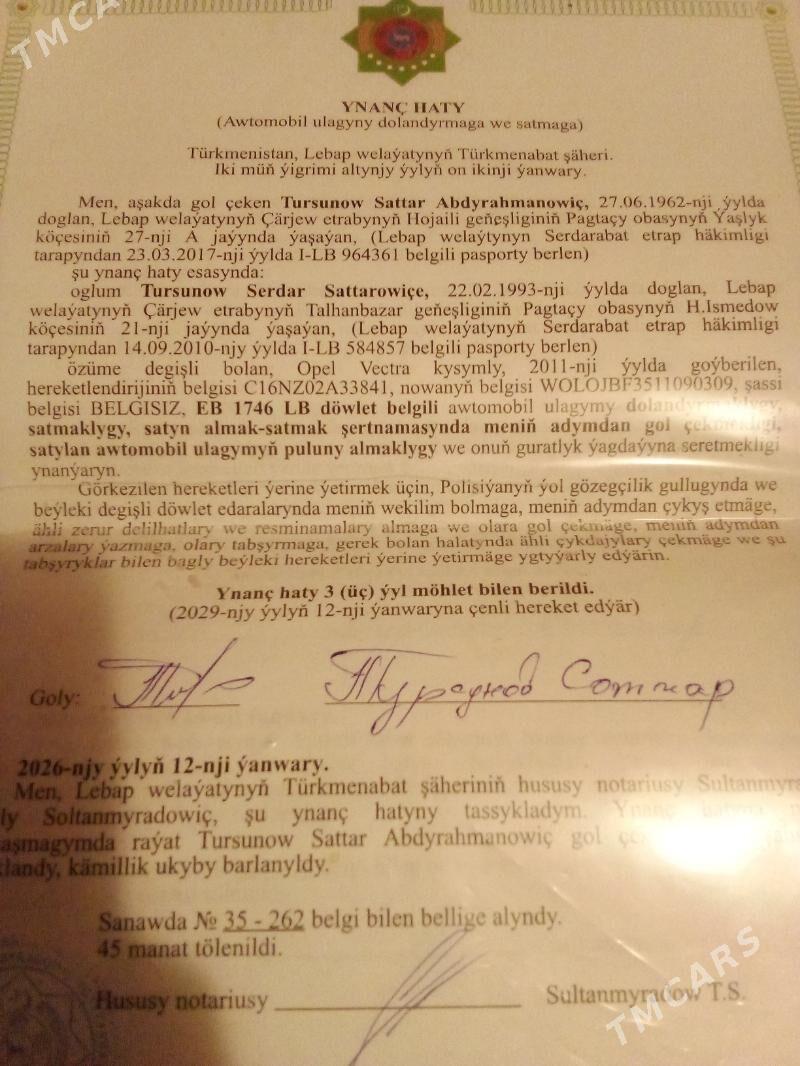 TMCARS
YNANÇ HATY
(Awtomobil ulagyny dolandyrmaga we satmaga)
Türkmenistan, Lebap welaýatynyň Türkmenabat şäheri.
Iki müň ýigrimi altynjy ýylyň on ikinji ýanwary.
Men, aşakda gol çeken Tursunow Sattar Abdyrahmanowiç, 27.06.1962-nji ýylda
doglan, Lebap welaýatynyň Çärjew etrabynyň Hojaili geňeşliginiň Pagtaçy obasynyň Ýaşlyk
köçesiniň 27-nji A jaýynda ýaşaýan, (Lebap welaýtynyn Serdarabat etrap häkimligi
tarapyndan 23.03.2017-nji ýylda I-LB 964361 belgili pasporty berlen)
şu ynanç haty esasynda:
oglum Tursunow Serdar Sattarowiçe, 22.02.1993-nji ýylda doglan, Lebap
welaýatynyň Çärjew etrabynyň Talhanbazar geňeşliginiň Pagtaçy obasynyň H.Ismedow
köçesiniň 21-nji jaýynda ýaşaýan, (Lebap welaýatynyň Serdarabat etrap häkimligi
tarapyndan 14.09.2010-njy ýylda I-LB 584857 belgili pasporty berlen)
özüme degişli bolan, Opel Vectra kysymly, 2011-nji ýylda goýberilen,
hereketlendirijiniň belgisi C16NZ02A33841, nowanyň belgisi WOLOJBF3511090309, şassi
belgisi BELGISIZ, EB 1746 LB döwlet belgili awtomobil ulagymy
satmaklygy, satyn almak-satmak şertnamasynda meniň adymdan gol çekmekligi,
satylan awtomobil ulagymyň puluny almaklygy we onuň guratlyk ýagdaýyna seretmekligi
ynanýaryn.
Görkezilen hereketleri ýerine ýetirmek üçin, Polisiýanyň ýol gözegçilik gullugynda we
beýleki degişli döwlet edaralarynda meniň wekilim bolmaga, meniň adymdan çykyş etmäge,
ähli zerur delilhatlary we resminamalary almaga we olara gol çekmäge, meniň adymdan
arzalary ýazmaga, olary tabşyrmaga, gerek bolan halatynda ähli çykdajylary çekmäge we şu
tabşyryklar bilen bagly beýleki hereketleri ýerine ýetirmäge ygtyýarly edýärin.
Ynanç haty 3 (üç) ýyl möhlet bilen berildi.
(2029-njy ýylyň 12-nji ýanwaryna çenli hereket edýär)
Goly:
2026-njy ýylyň 12-nji ýanwary.
Men, Lebap welaýatynyň Türkmenabat şäheriniň hususy notariusy Sultanmyra
ly Soltanmyradowiç, şu ynanç hatyny tassykladym. Ynanç
aşmagymda raýat Tursunow Sattar Abdyrahmanowiç gol
klandy, kämillik ukyby barlanyldy.
Sanawda № 35 - 262 belgi bilen bellige alyndy.
45 manat tölenildi.
Hususy notariusy Sultanmyradow T.S.
TMCARS